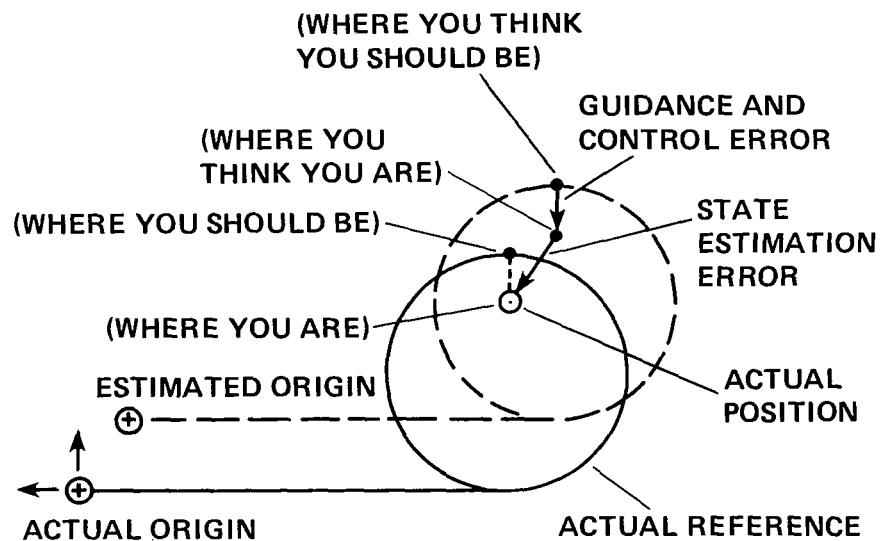 (WHERE YOU THINK
YOU SHOULD BE)
GUIDANCE AND
CONTROL ERROR
(WHERE YOU
THINK YOU ARE)
(WHERE YOU SHOULD BE)
STATE
ESTIMATION
ERROR
(WHERE YOU ARE)
ESTIMATED ORIGIN
ACTUAL
POSITION
ACTUAL ORIGIN
ACTUAL REFERENCE